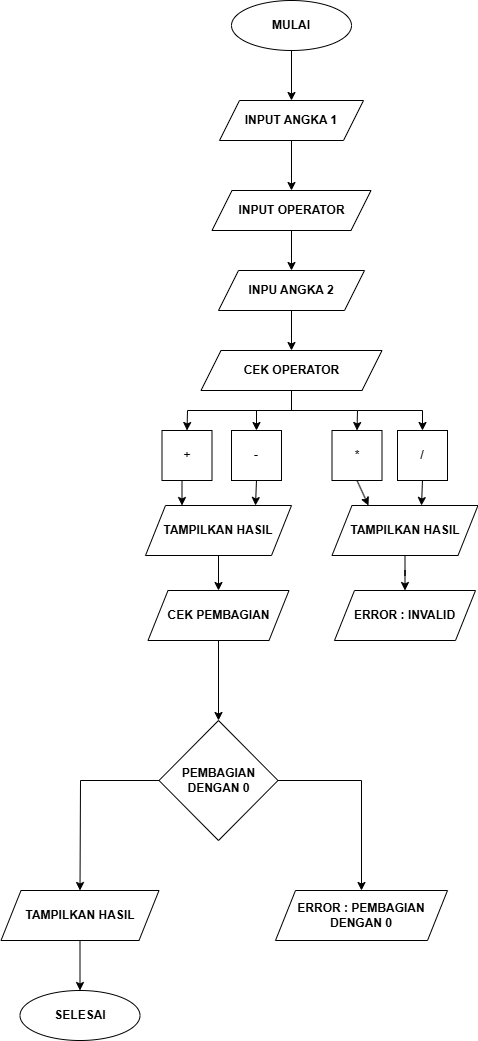 MULAI
INPUT ANGKA 1
INPUT OPERATOR
INPU ANGKA 2
CEK OPERATOR
+
-
*
/
TAMPILKAN HASIL
TAMPILKAN HASIL
CEK PEMBAGIAN
ERROR : INVALID
PEMBAGIAN
DENGAN 0
TAMPILKAN HASIL
ERROR : PEMBAGIAN
DENGAN 0
SELESAI